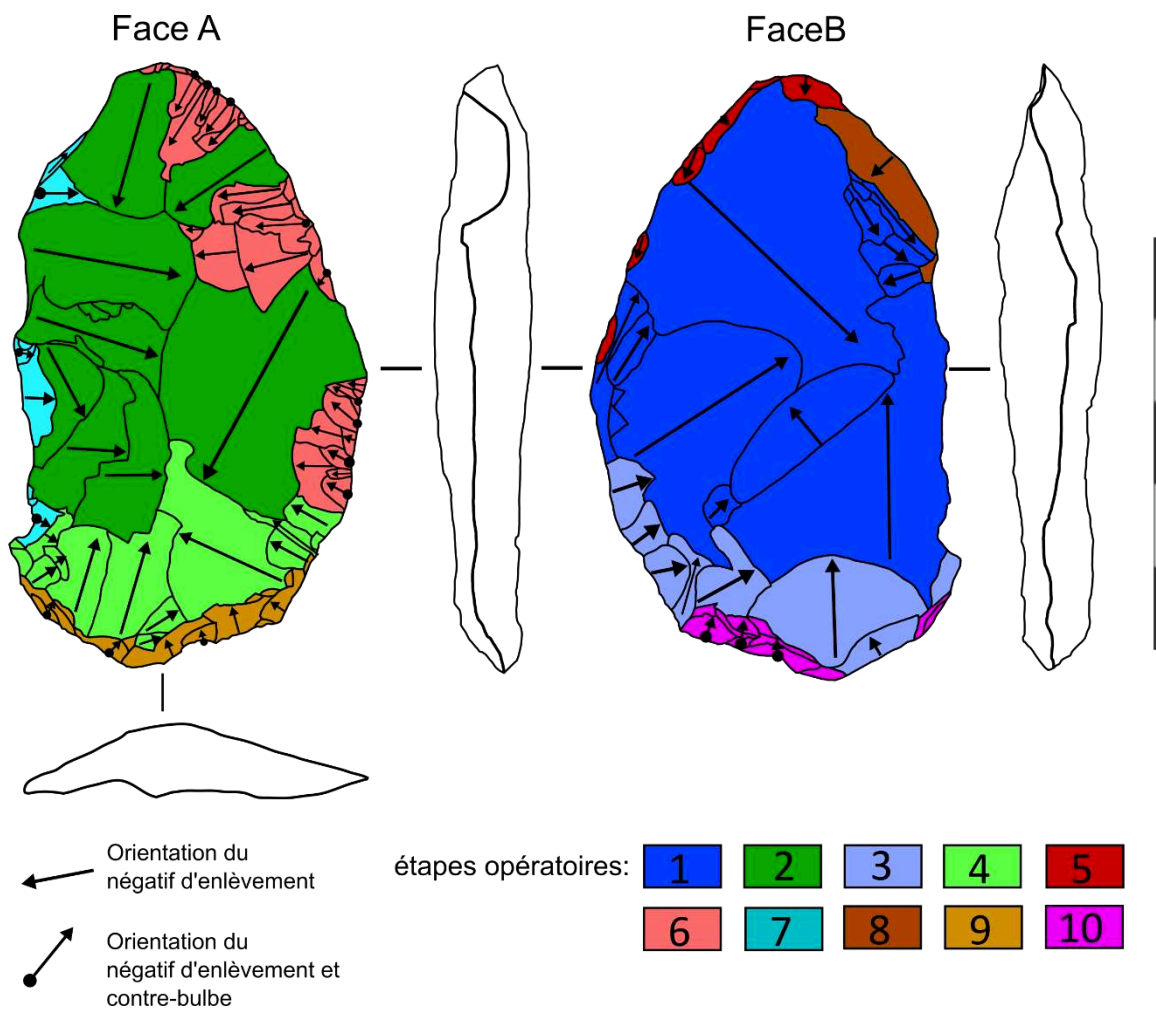 Face A
FaceB
Orientation du
négatif d'enlèvement
Orientation du
négatif d'enlèvement et
contre-bulbe
étapes opératoires:
1 2 3 4 5
6 7 8 9 10